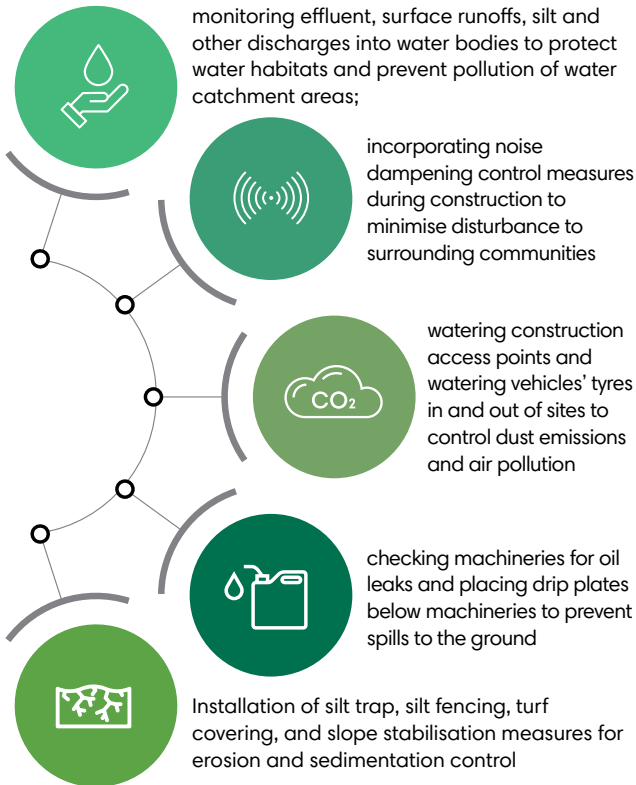 monitoring effluent, surface runoffs, silt and
other discharges into water bodies to protect
water habitats and prevent pollution of water
catchment areas;
incorporating noise
dampening control measures
during construction to
minimise disturbance to
surrounding communities
watering construction
access points and
watering vehicles’ tyres
in and out of sites to
control dust emissions
and air pollution
CO₂
checking machineries for oil
leaks and placing drip plates
below machineries to prevent
spills to the ground
Installation of silt trap, silt fencing, turf
covering, and slope stabilisation measures for
erosion and sedimentation control